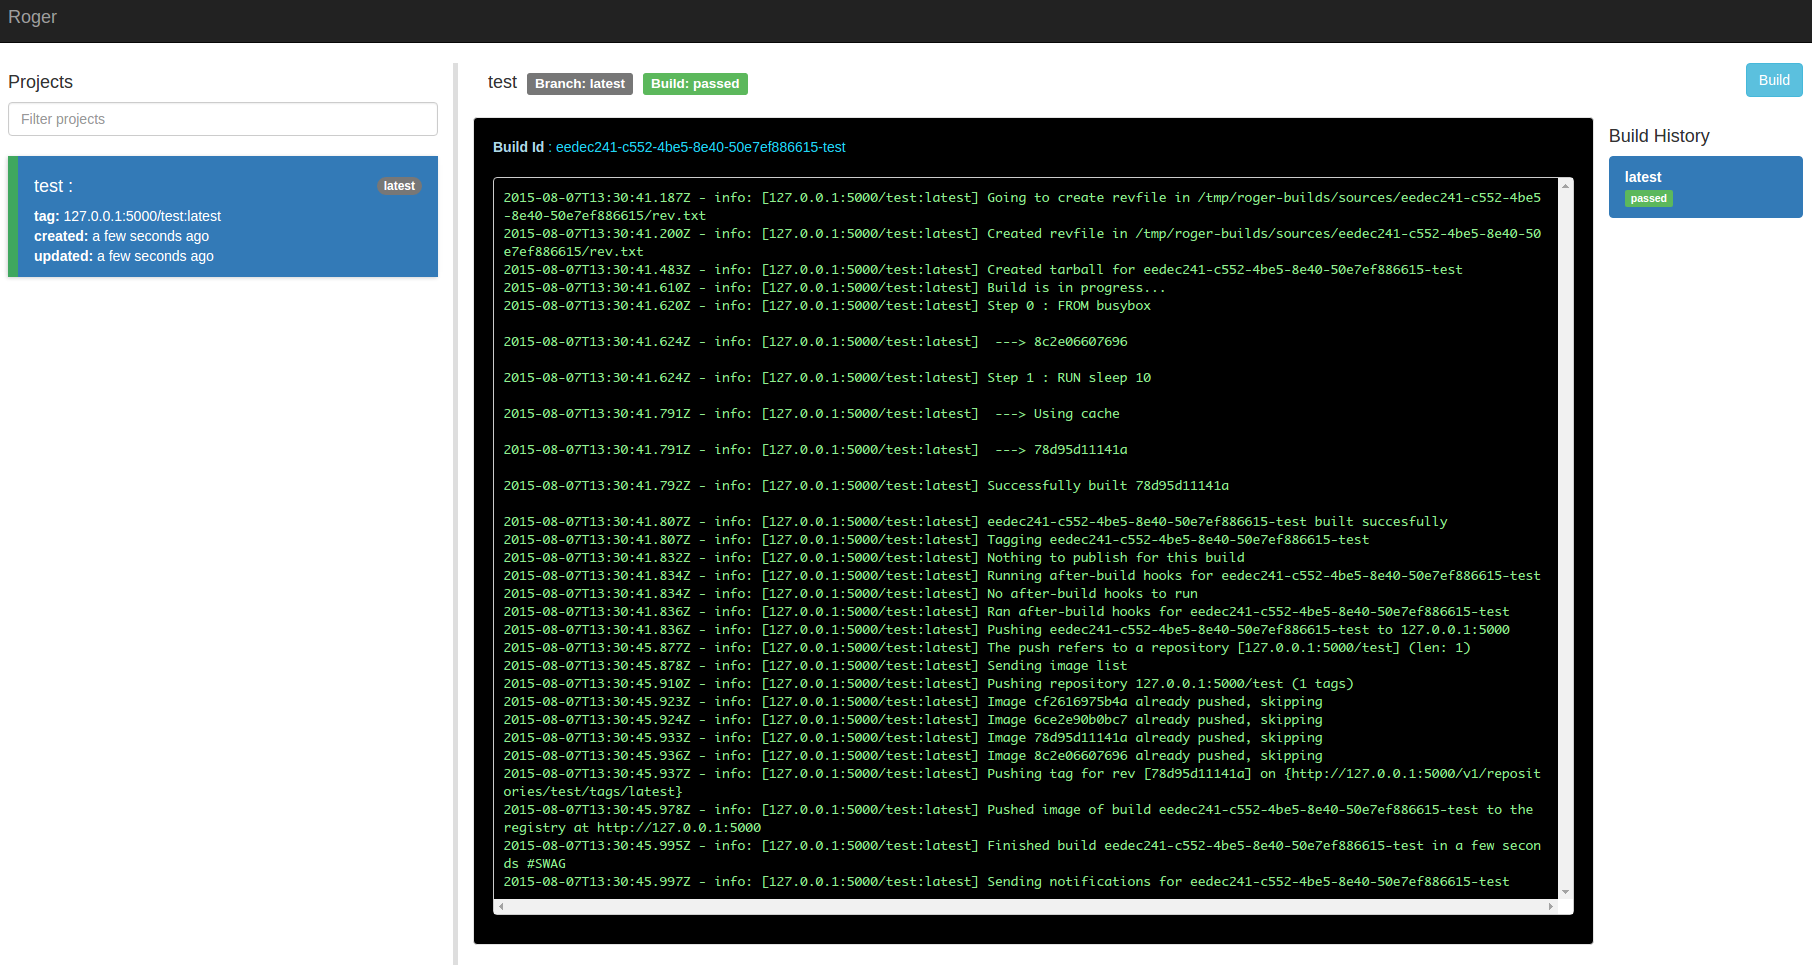 Roger
Projects
Filter projects
test :
latest
tag: 127.0.0.1:5000/test:latest
created: a few seconds ago
updated: a few seconds ago
test Branch: latest Build: passed
Build
Build Id : eedec241-c552-4be5-8e40-50e7ef886615-test
2015-08-07T13:30:41.187Z - info: [127.0.0.1:5000/test:latest] Going to create revfile in /tmp/roger-builds/sources/eedec241-c552-4be5
-8e40-50e7ef886615/rev.txt
2015-08-07T13:30:41.200Z - info: [127.0.0.1:5000/test:latest] Created revfile in /tmp/roger-builds/sources/eedec241-c552-4be5-8e40-50
e7ef886615/rev.txt
2015-08-07T13:30:41.483Z - info: [127.0.0.1:5000/test:latest] Created tarball for eedec241-c552-4be5-8e40-50e7ef886615-test
2015-08-07T13:30:41.610Z - info: [127.0.0.1:5000/test:latest] Build is in progress...
2015-08-07T13:30:41.620Z - info: [127.0.0.1:5000/test:latest] Step 0 : FROM busybox
2015-08-07T13:30:41.624Z - info: [127.0.0.1:5000/test:latest]  ---> 8c2e06607696
2015-08-07T13:30:41.624Z - info: [127.0.0.1:5000/test:latest] Step 1 : RUN sleep 10
2015-08-07T13:30:41.791Z - info: [127.0.0.1:5000/test:latest]  ---> Using cache
2015-08-07T13:30:41.791Z - info: [127.0.0.1:5000/test:latest]  ---> 78d95d11141a
2015-08-07T13:30:41.792Z - info: [127.0.0.1:5000/test:latest] Successfully built 78d95d11141a
2015-08-07T13:30:41.807Z - info: [127.0.0.1:5000/test:latest] eedec241-c552-4be5-8e40-50e7ef886615-test built succesfully
2015-08-07T13:30:41.807Z - info: [127.0.0.1:5000/test:latest] Tagging eedec241-c552-4be5-8e40-50e7ef886615-test
2015-08-07T13:30:41.832Z - info: [127.0.0.1:5000/test:latest] Nothing to publish for this build
2015-08-07T13:30:41.834Z - info: [127.0.0.1:5000/test:latest] Running after-build hooks for eedec241-c552-4be5-8e40-50e7ef886615-test
2015-08-07T13:30:41.834Z - info: [127.0.0.1:5000/test:latest] No after-build hooks to run
2015-08-07T13:30:41.836Z - info: [127.0.0.1:5000/test:latest] Ran after-build hooks for eedec241-c552-4be5-8e40-50e7ef886615-test
2015-08-07T13:30:41.836Z - info: [127.0.0.1:5000/test:latest] Pushing eedec241-c552-4be5-8e40-50e7ef886615-test to 127.0.0.1:5000
2015-08-07T13:30:45.877Z - info: [127.0.0.1:5000/test:latest] The push refers to a repository [127.0.0.1:5000/test] (len: 1)
2015-08-07T13:30:45.878Z - info: [127.0.0.1:5000/test:latest] Sending image list
2015-08-07T13:30:45.910Z - info: [127.0.0.1:5000/test:latest] Pushing repository 127.0.0.1:5000/test (1 tags)
2015-08-07T13:30:45.923Z - info: [127.0.0.1:5000/test:latest] Image cf2616975b4a already pushed, skipping
2015-08-07T13:30:45.924Z - info: [127.0.0.1:5000/test:latest] Image 6ce2e90b0bc7 already pushed, skipping
2015-08-07T13:30:45.933Z - info: [127.0.0.1:5000/test:latest] Image 78d95d11141a already pushed, skipping
2015-08-07T13:30:45.936Z - info: [127.0.0.1:5000/test:latest] Image 8c2e06607696 already pushed, skipping
2015-08-07T13:30:45.937Z - info: [127.0.0.1:5000/test:latest] Pushing tag for rev [78d95d11141a] on {http://127.0.0.1:5000/v1/reposit
ories/test/tags/latest}
2015-08-07T13:30:45.978Z - info: [127.0.0.1:5000/test:latest] Pushed image of build eedec241-c552-4be5-8e40-50e7ef886615-test to the
registry at http://127.0.0.1:5000
2015-08-07T13:30:45.995Z - info: [127.0.0.1:5000/test:latest] Finished build eedec241-c552-4be5-8e40-50e7ef886615-test in a few secon
ds #SWAG
2015-08-07T13:30:45.997Z - info: [127.0.0.1:5000/test:latest] Sending notifications for eedec241-c552-4be5-8e40-50e7ef886615-test
Build History
latest
passed